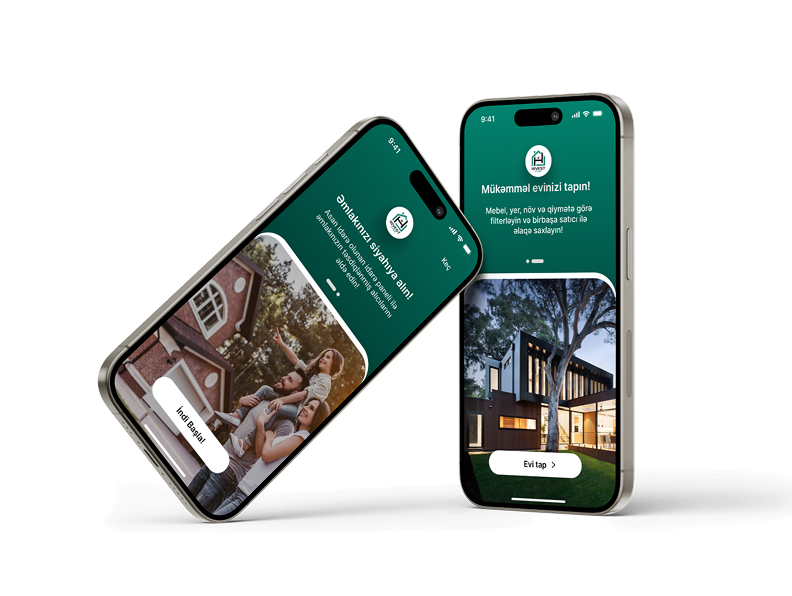 9:41
Keç
INVEST
Əmlakınızı siyahıya alın!
Asan idarə olunan idarə paneli ilə
əmlakınızın təsdiqlənmiş alıcılarını
əldə edin!
İndi Başla!
9:41
INVEST
Mükəmməl evinizi tapın!
Mebel, yer, növ və qiymətə görə
filterləyin və birbaşa satıcı ilə
əlaqə saxlayın!
Evi tap >